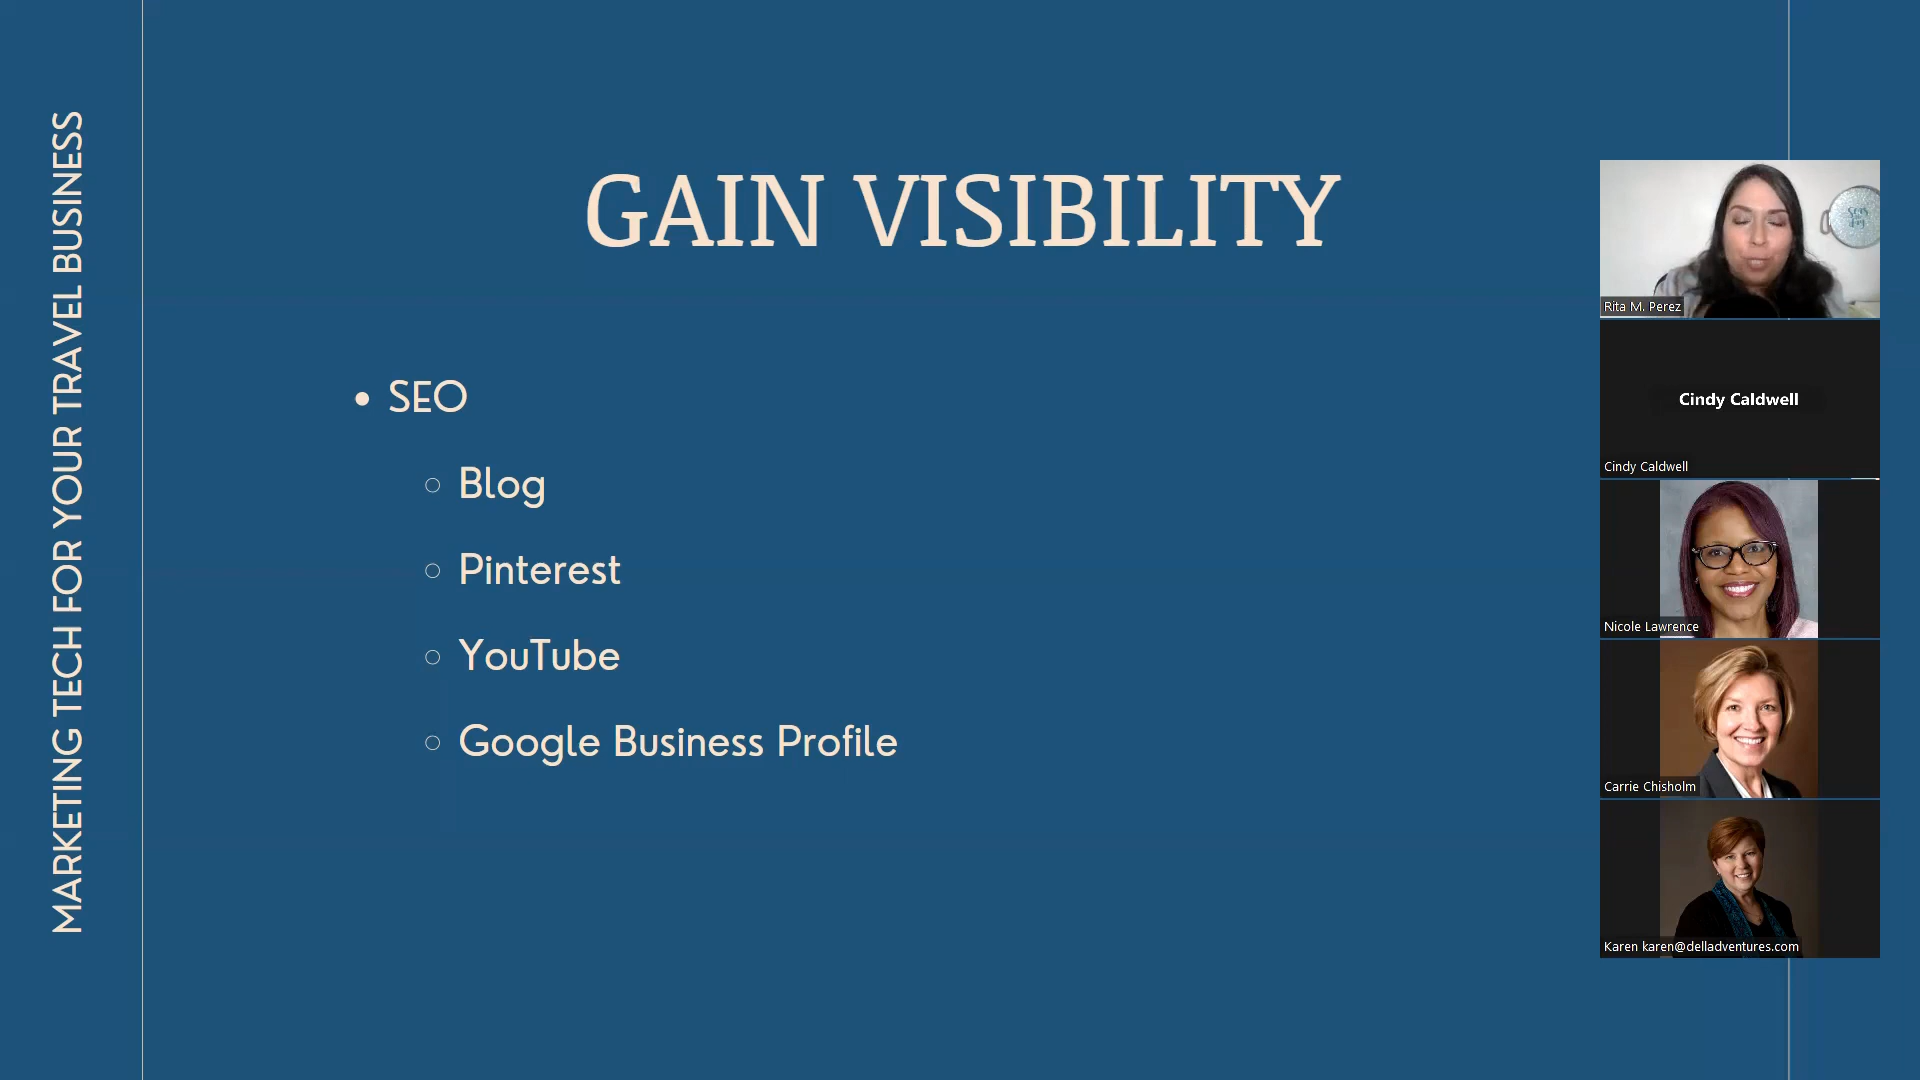 MARKETING TECH FOR YOUR TRAVEL BUSINESS
GAIN VISIBILITY
SEO
Blog
Pinterest
YouTube
Google Business Profile
Rita M. Perez
Cindy Caldwell
Cindy Caldwell
Nicole Lawrence
Carrie Chisholm
Karen karen@delladventures.com